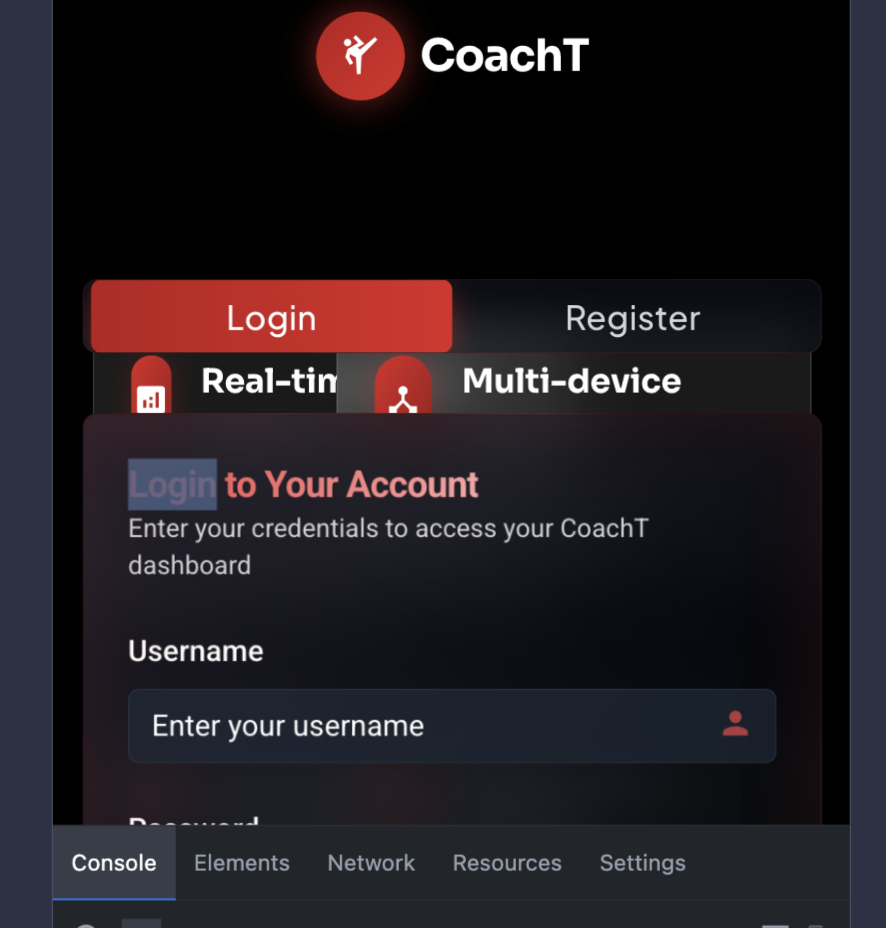 CoachT
Login Register
Real-tim Multi-device
Login to Your Account
Enter your credentials to access your CoachT
dashboard
Username
Enter your username
Password
Console Elements Network Resources Settings